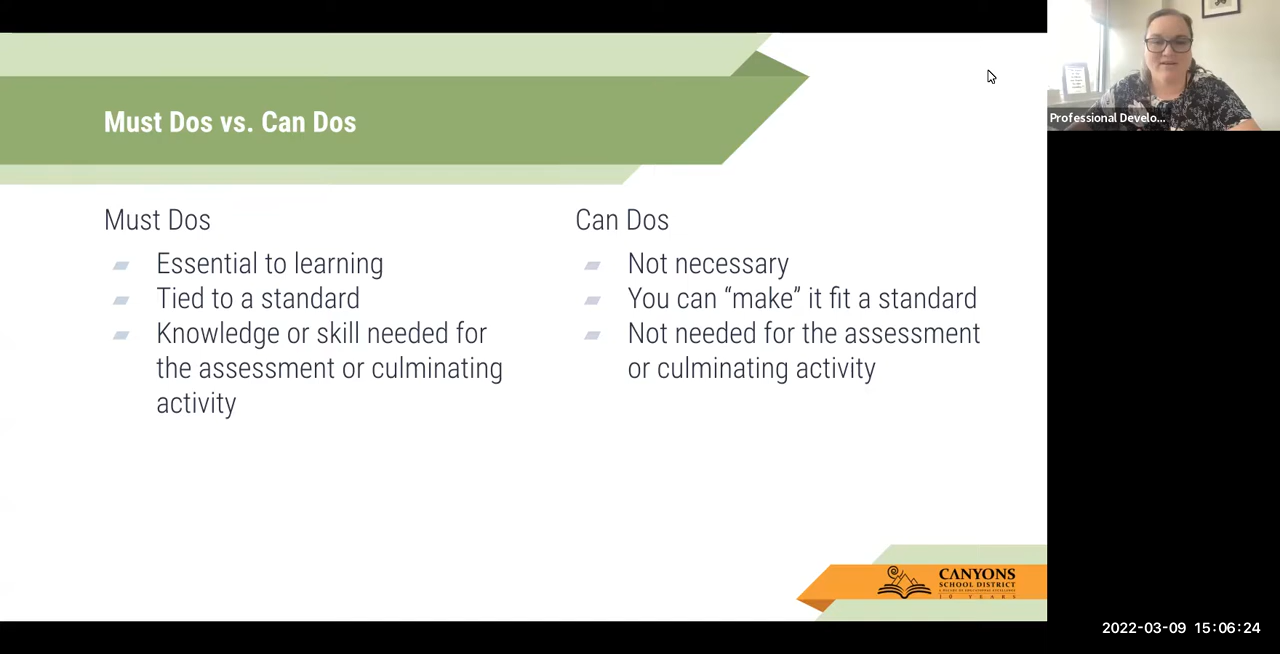 Must Dos vs. Can Dos
Must Dos
Essential to learning
Tied to a standard
Knowledge or skill needed for
the assessment or culminating
activity
Can Dos
Not necessary
You can “make” it fit a standard
Not needed for the assessment
or culminating activity
CANYONS
SCHOOL DISTRICT
10 YEARS
Professional Develo...
2022-03-09 15:06:24